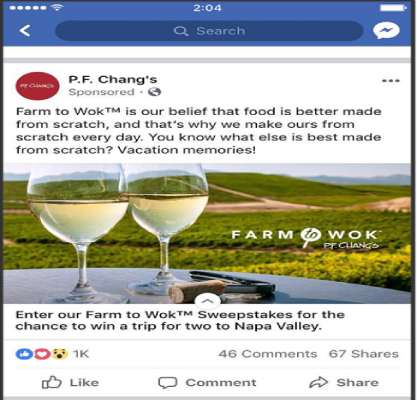 2:04
Search
P.F. Chang's
Sponsored ·
Farm to Wok™ is our belief that food is better made
from scratch, and that's why we make ours from
scratch every day. You know what else is best made
from scratch? Vacation memories!
FARM to WOK
P.F. CHANG'S
Enter our Farm to Wok™ Sweepstakes for the
chance to win a trip for two to Napa Valley.
1K 46 Comments 67 Shares
Like Comment Share